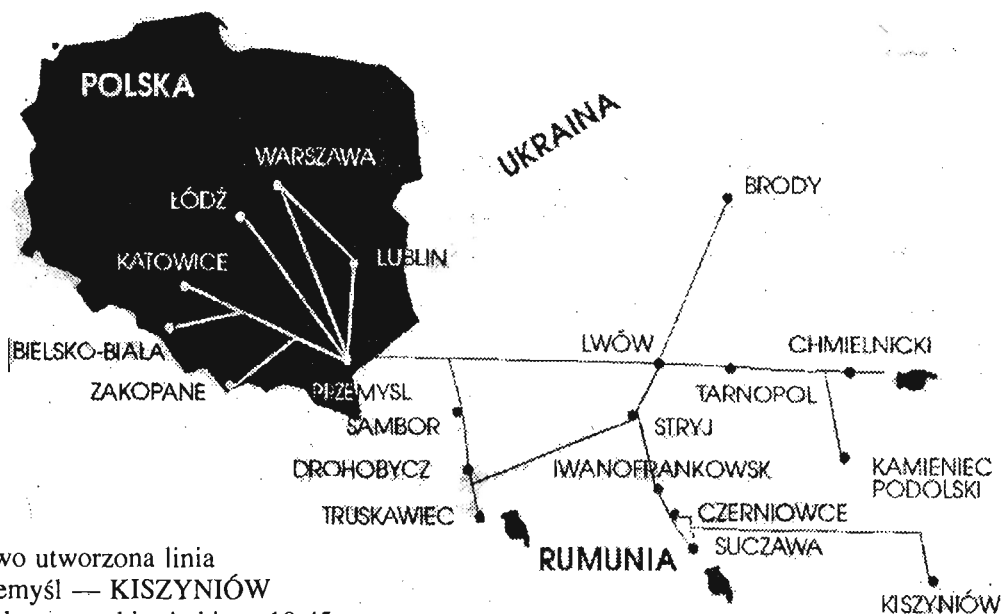 POLSKA
UKRAINA
WARSZAWA
BRODY
ŁÓDŹ
KATOWICE
LUBLIN
BIELSKO-BIAŁA
LWÓW
CHMIELNICKI
ZAKOPANE
PRZEMYSL
TARNOPOL
SAMBOR
STRYJ
DROHOBYCZ
IWANOFRANKOWSK
KAMIENIEC
PODOLSKI
TRUSKAWIEC
CZERNIOWCE
RUMUNIA
SUCZAWA
KISZYNIÓW
wo utworzona linia
emyśl — KISZYNIÓW